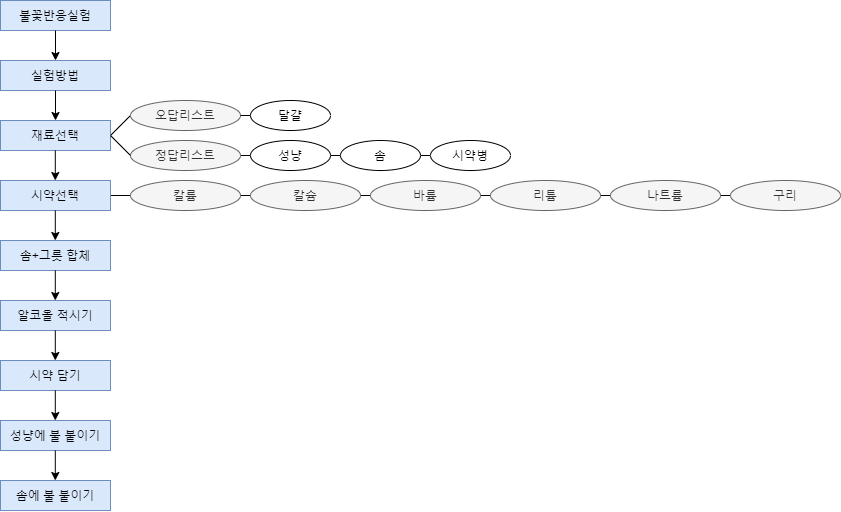 불꽃반응실험
실험방법
오답리스트
달걀
재료선택
정답리스트
성냥
솜
시약병
시약선택
칼륨
칼슘
바륨
리튬
나트륨
구리
솜+그릇 합체
알코올 적시기
시약 담기
성냥에 불 붙이기
솜에 불 붙이기